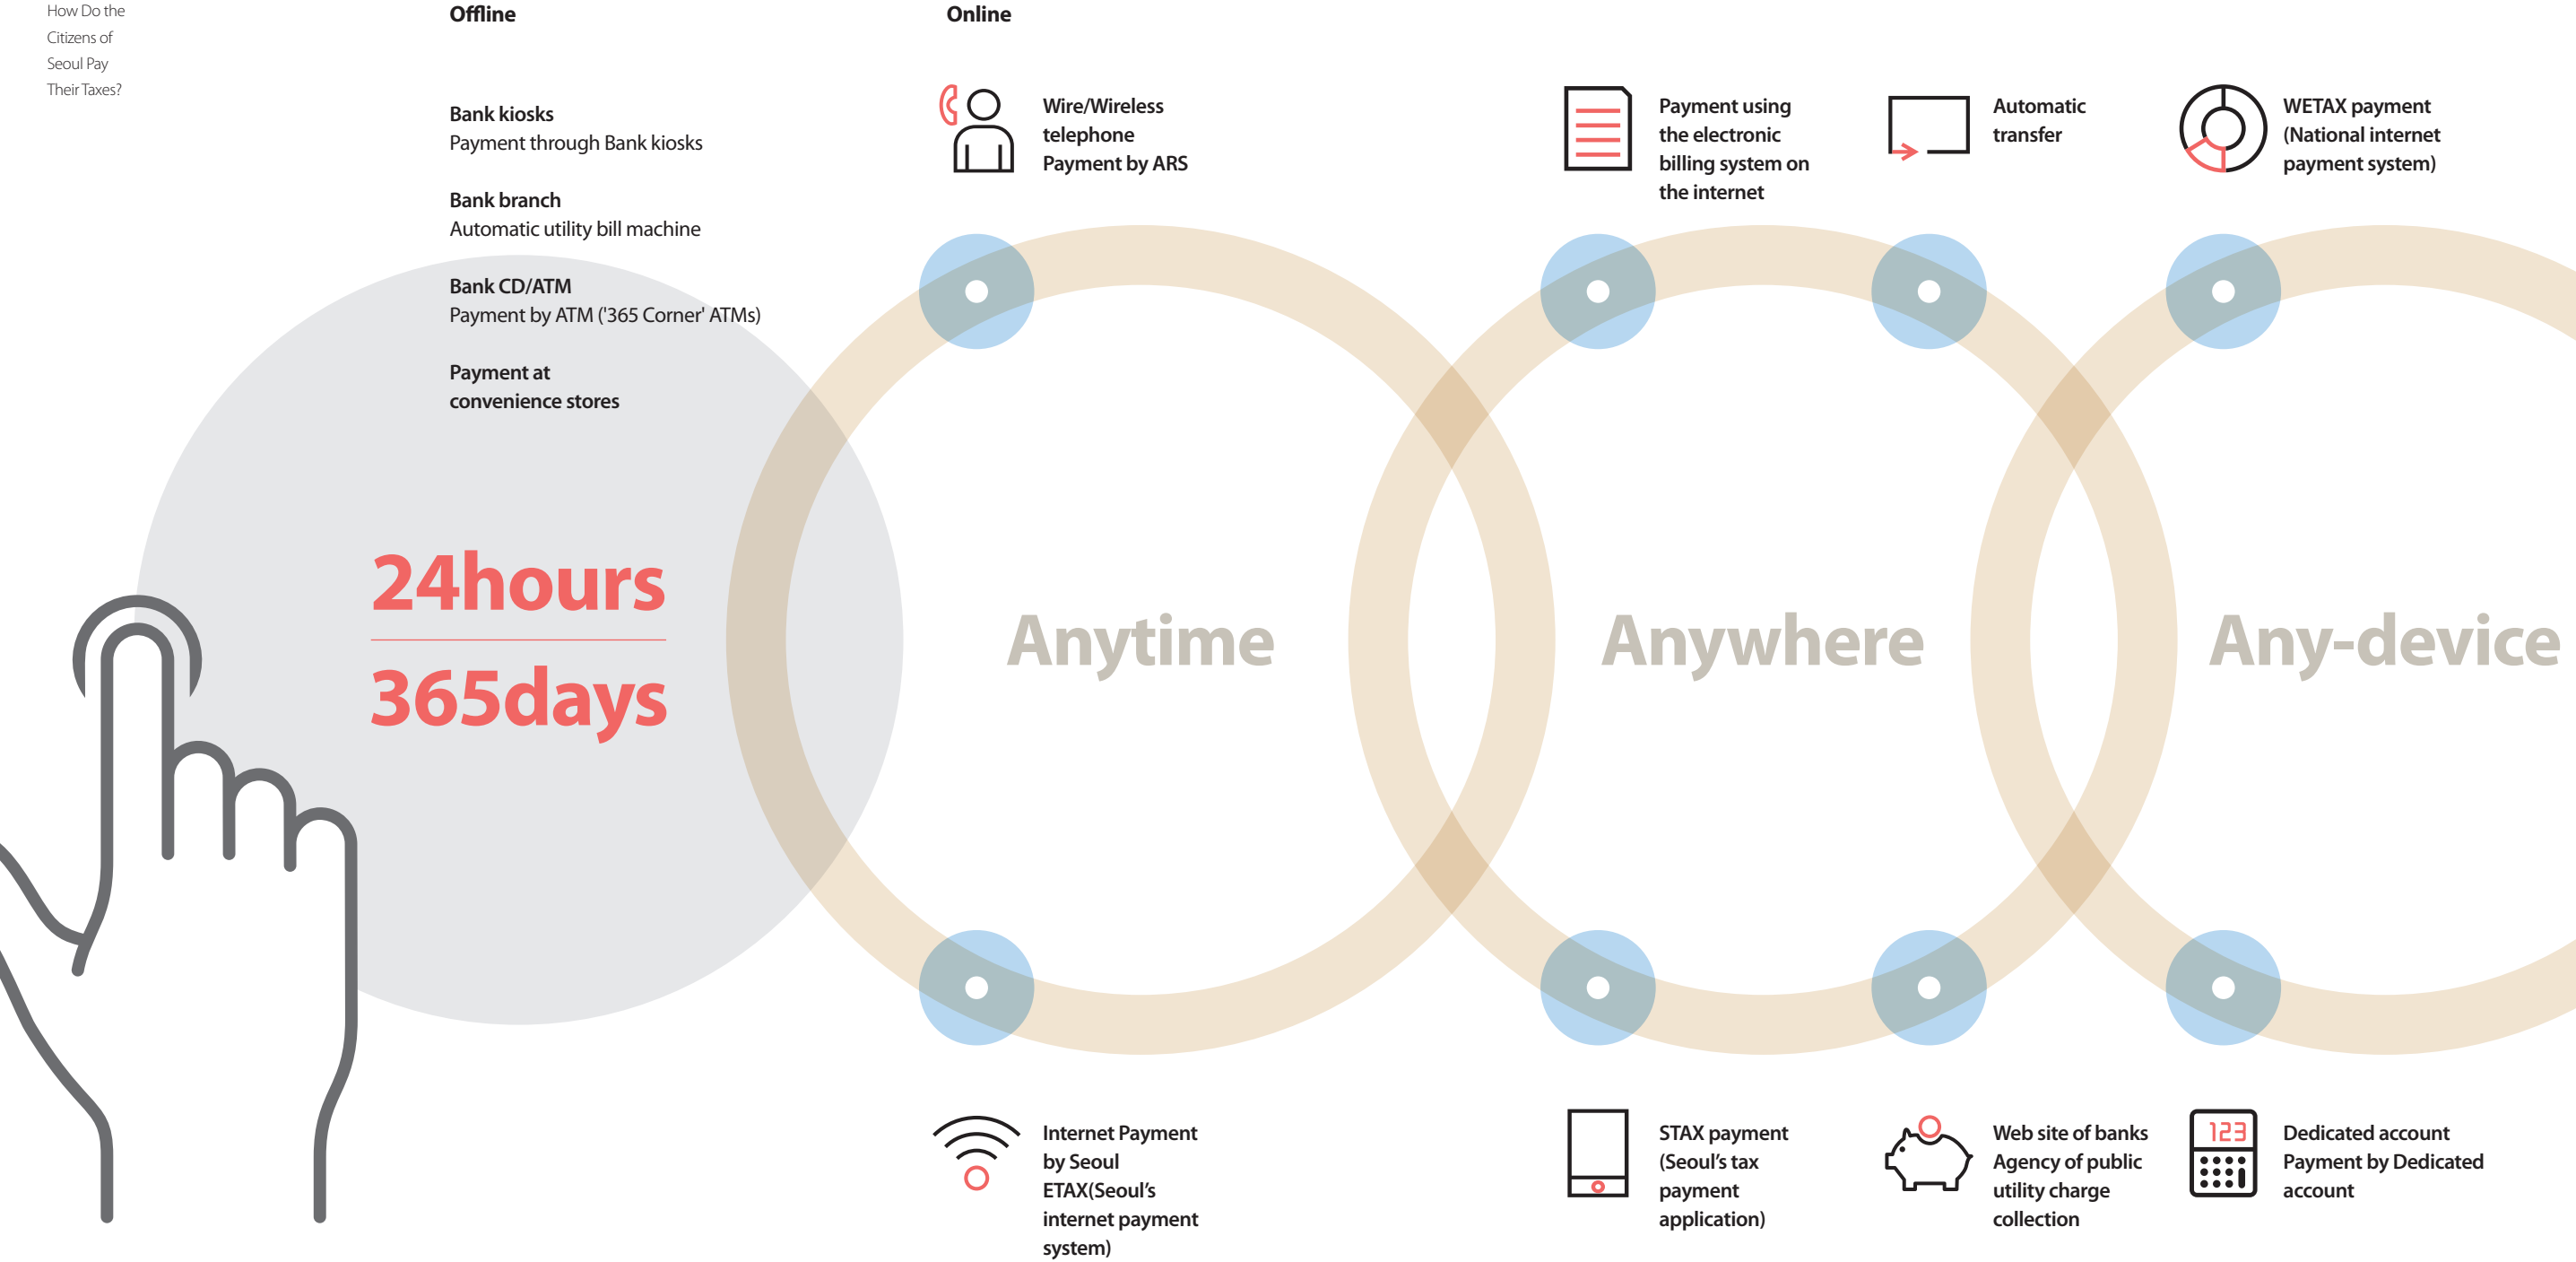 How Do the
Citizens of
Seoul Pay
Their Taxes?
Offline
Bank kiosks
Payment through Bank kiosks
Bank branch
Automatic utility bill machine
Bank CD/ATM
Payment by ATM ('365 Corner' ATMs)
Payment at
convenience stores
24hours
365days
Online
Wire/Wireless
telephone
Payment by ARS
Payment using
the electronic
billing system on
the internet
Automatic
transfer
WETAX payment
(National internet
payment system)
Anytime
Anywhere
Any-device
Internet Payment
by Seoul
ETAX(Seoul’s
internet payment
system)
STAX payment
(Seoul’s tax
payment
application)
Web site of banks
Agency of public
utility charge
collection
123
Dedicated account
Payment by Dedicated
account